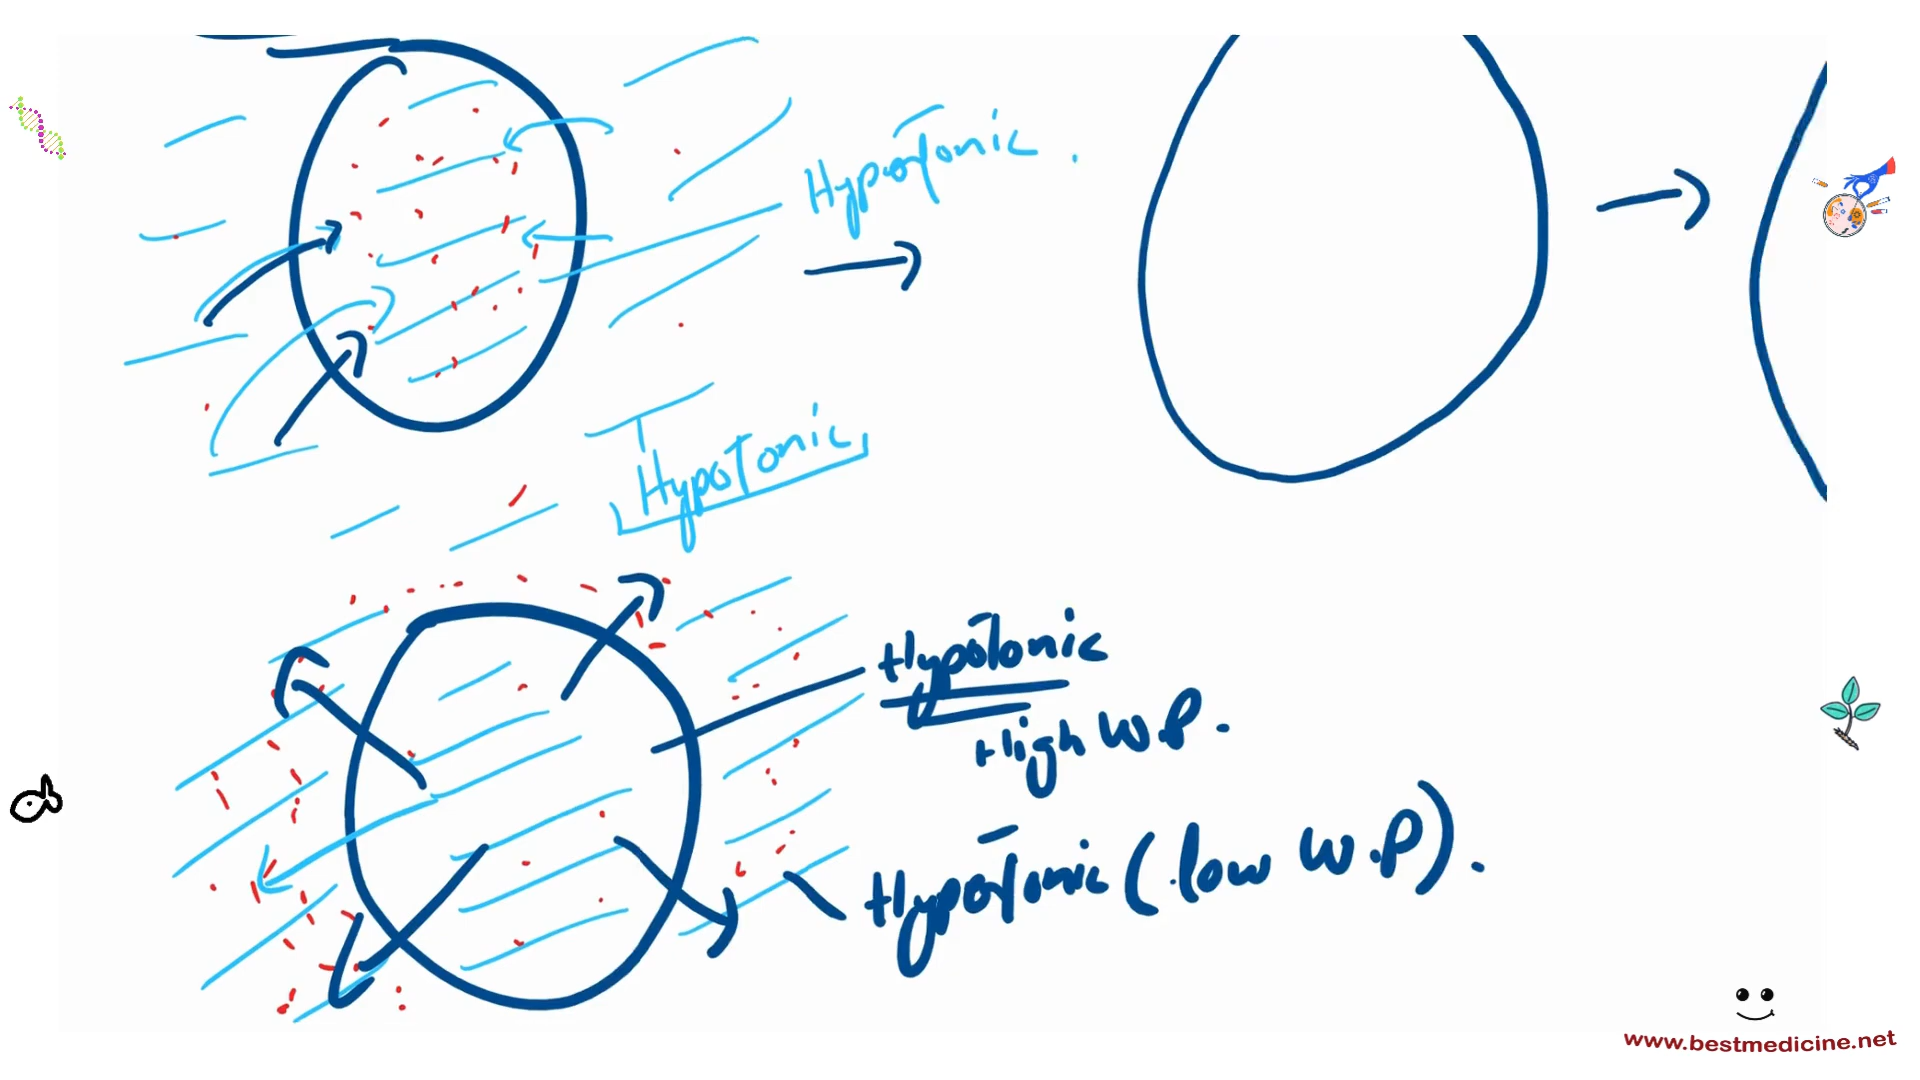 Hypotonic.
Hypotonic
Hypotonic
High W.P.
Hypotonic (low W.P).
www.bestmedicine.net